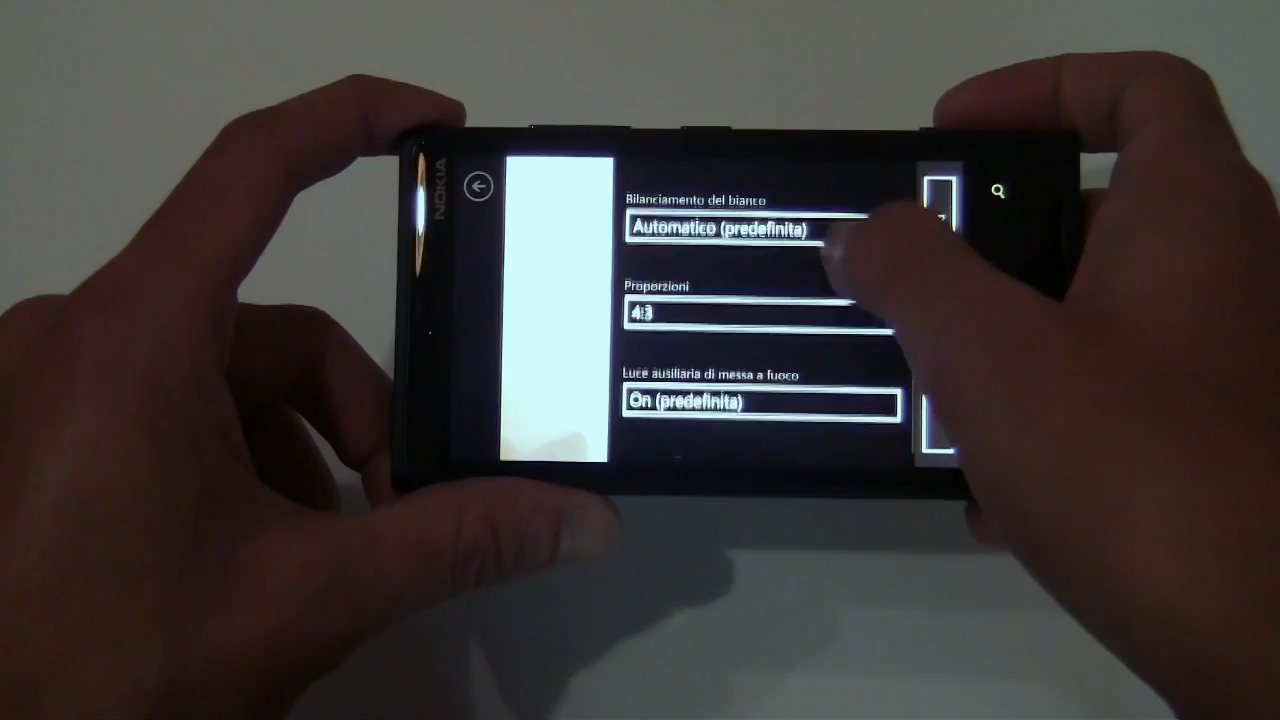 NOKIA
Bilanciamento del bianco
Automatico (predefinita)
Proporzioni
4:3
Luce ausiliaria di messa a fuoco
On (predefinita)